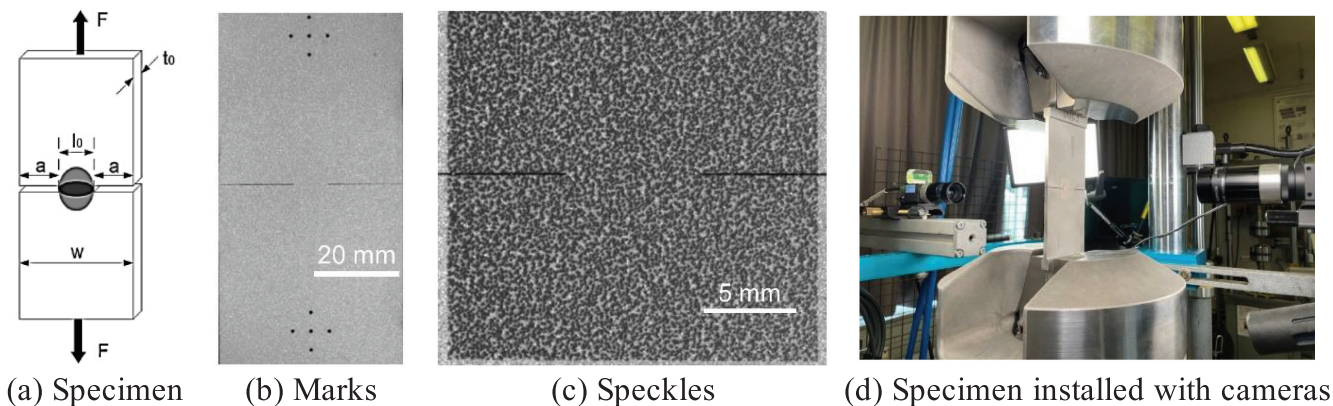 F
t₀
l₀
a a
w
F
20 mm
5 mm
(a) Specimen (b) Marks (c) Speckles (d) Specimen installed with cameras